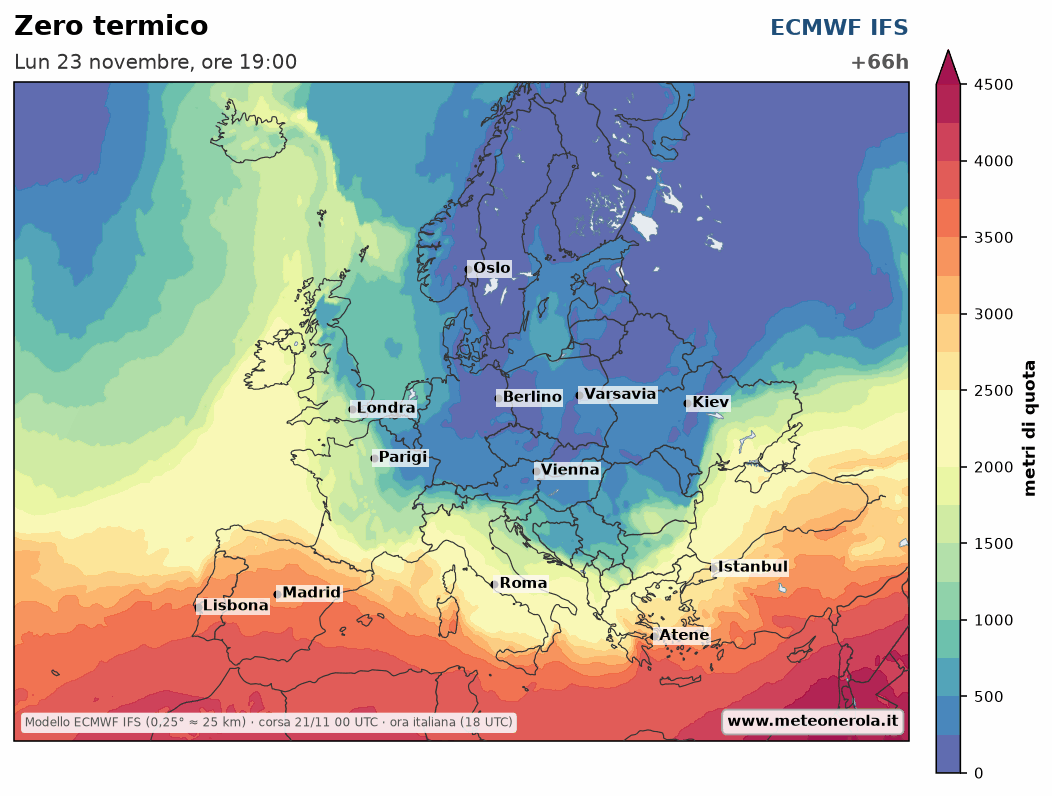 Zero termico
ECMWF IFS
Lun 23 novembre, ore 19:00
+66h
4500
4000
3500
3000
2500
2000
1500
1000
500
0
metri di quota
Oslo
Berlino
Varsavia
Kiev
Londra
Parigi
Vienna
Istanbul
Roma
Madrid
Lisbona
Atene
Modello ECMWF IFS (0,25° ≈ 25 km) · corsa 21/11 00 UTC · ora italiana (18 UTC)
www.meteonerola.it